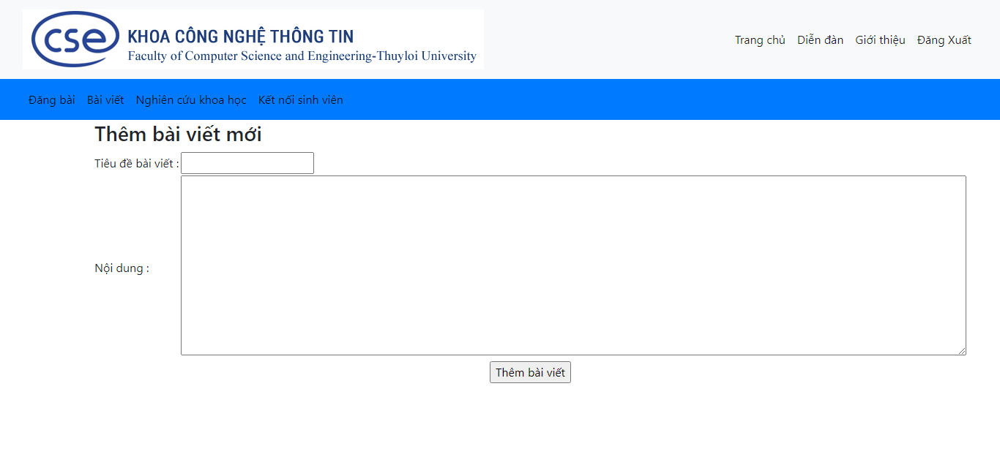 cse KHOA CÔNG NGHỆ THÔNG TIN
Faculty of Computer Science and Engineering-Thuyloi University
Trang chủ Diễn đàn Giới thiệu Đăng Xuất
Đăng bài Bài viết Nghiên cứu khoa học Kết nối sinh viên
Thêm bài viết mới
Tiêu đề bài viết :
Nội dung :
Thêm bài viết